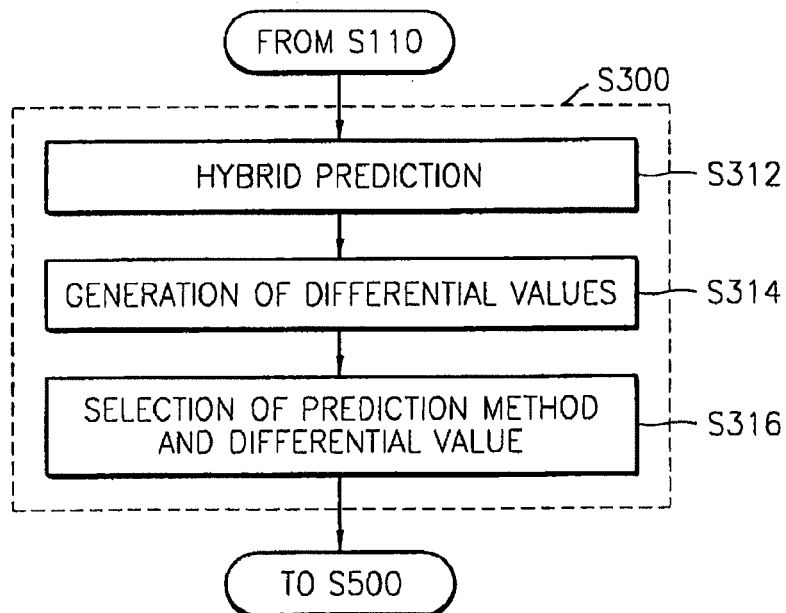 FROM S110
S300
HYBRID PREDICTION
S312
GENERATION OF DIFFERENTIAL VALUES
S314
SELECTION OF PREDICTION METHOD
AND DIFFERENTIAL VALUE
S316
TO S500